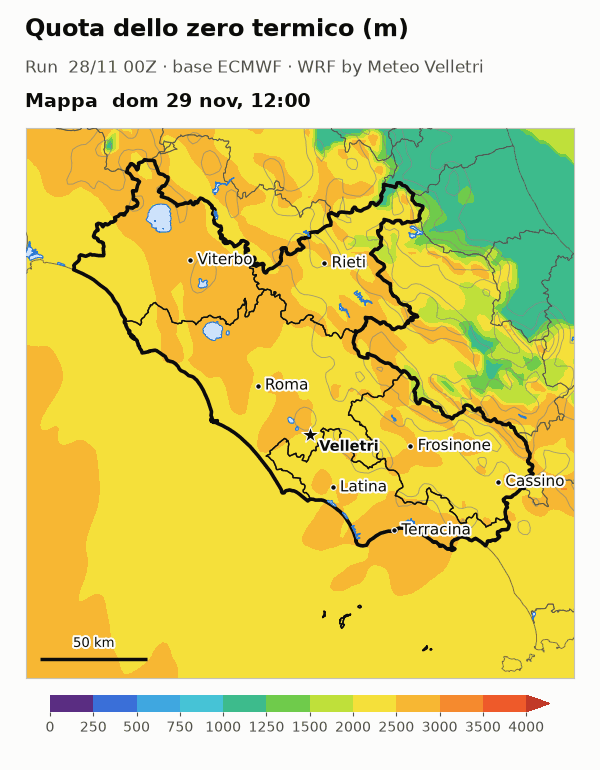 Quota dello zero termico (m)
Run 28/11 00Z · base ECMWF · WRF by Meteo Velletri
Mappa dom 29 nov, 12:00
Viterbo
Rieti
Roma
Velletri
Frosinone
Latina
Cassino
Terracina
50 km
0 250 500 750 1000 1250 1500 2000 2500 3000 3500 4000